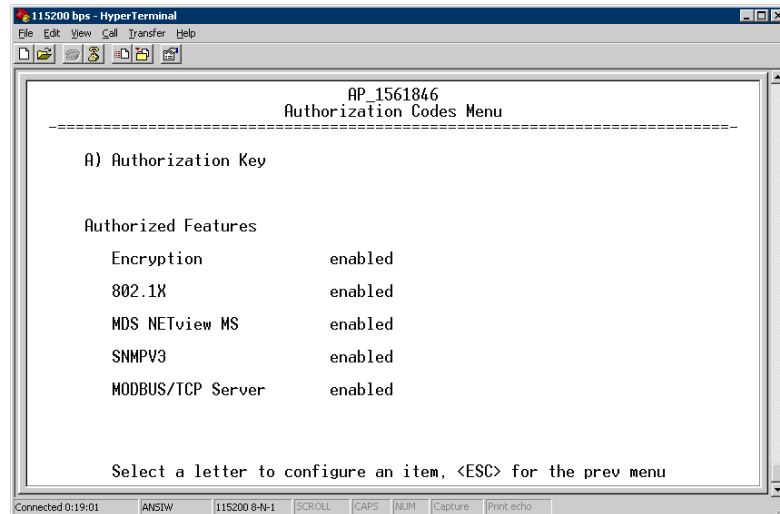 115200 bps - HyperTerminal
File Edit View Call Transfer Help
AP_1561846
Authorization Codes Menu
-==========================================================================-
A) Authorization Key
Authorized Features
Encryption enabled
802.1X enabled
MDS NETview MS enabled
SNMPV3 enabled
MODBUS/TCP Server enabled
Select a letter to configure an item, <ESC> for the prev menu
Connected 0:19:01 ANSIW 115200 8-N-1 SCROLL CAPS NUM Capture Print echo